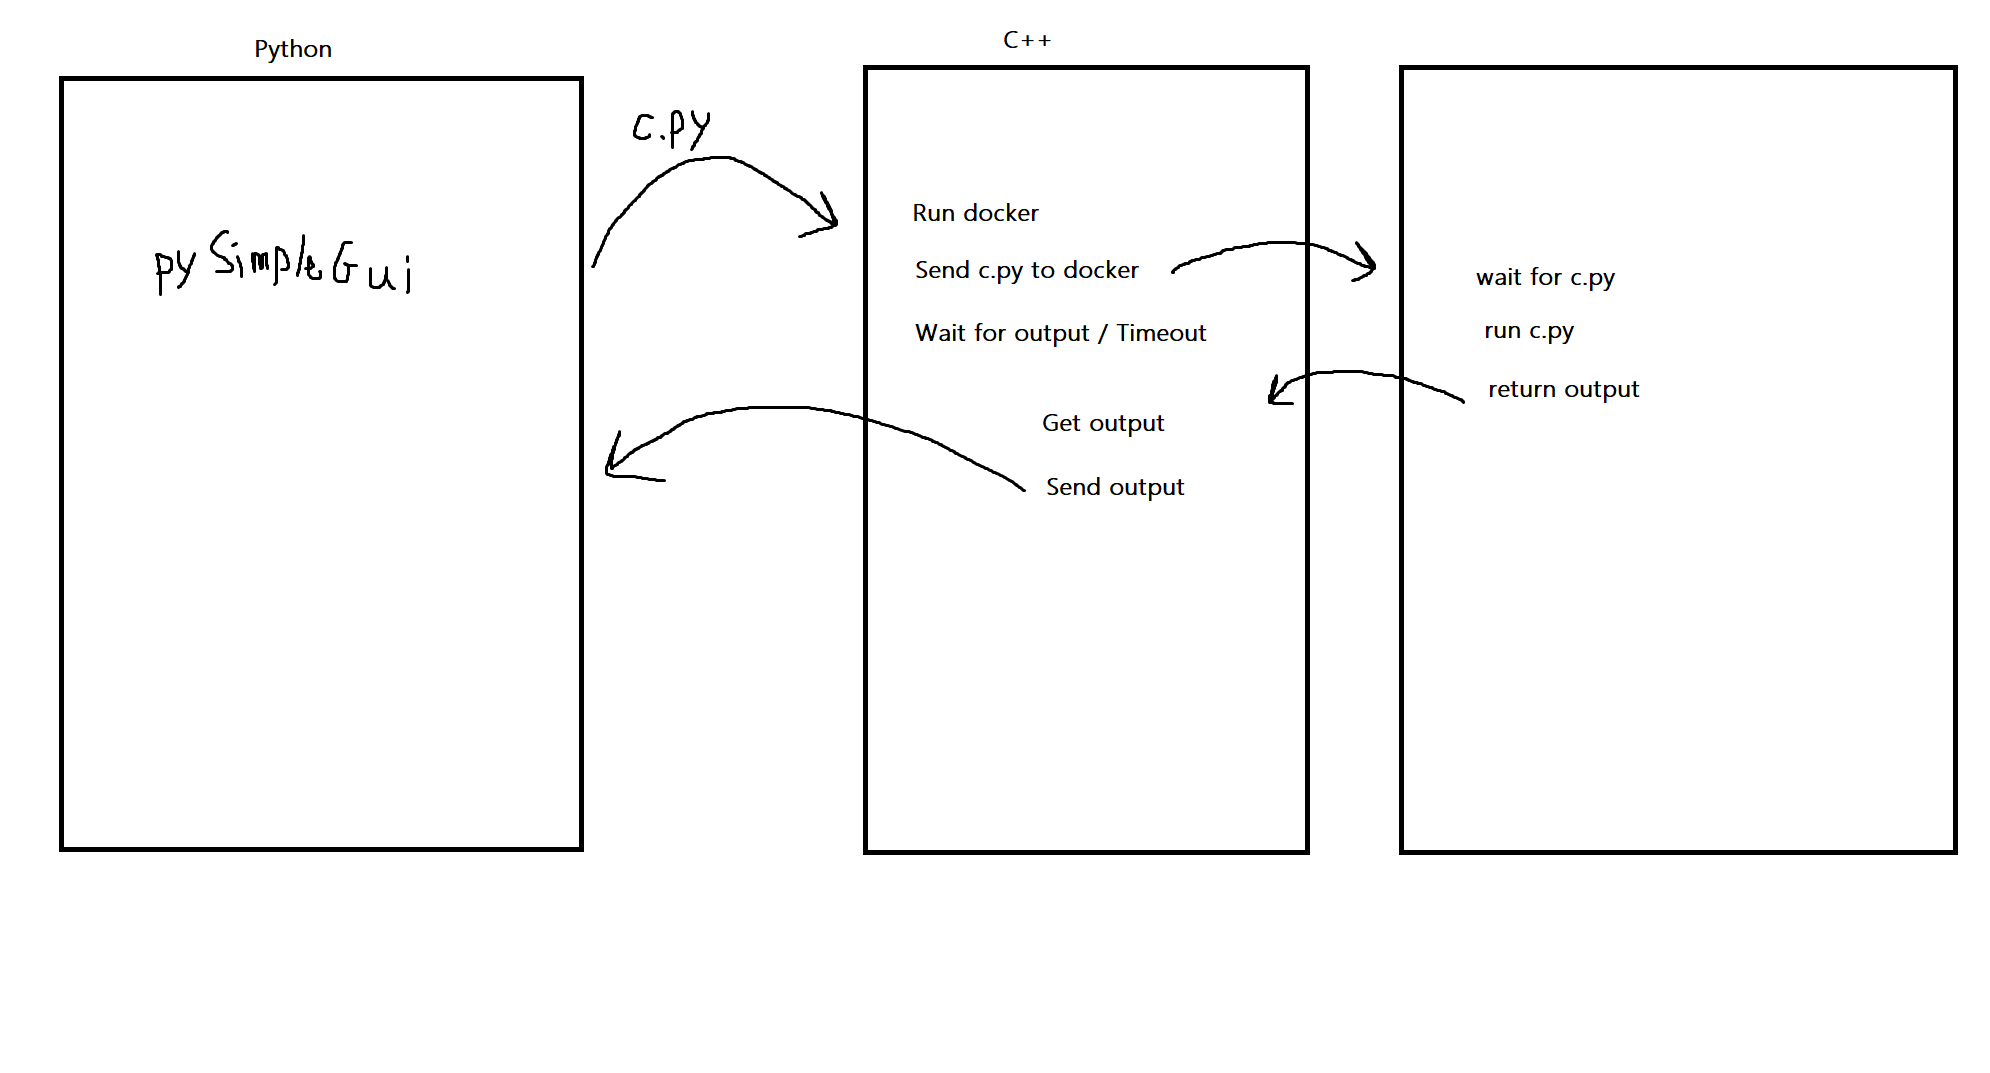 Python
C++
c.py
pySimpleGui
Run docker
Send c.py to docker
Wait for output / Timeout
Get output
Send output
wait for c.py
run c.py
return output